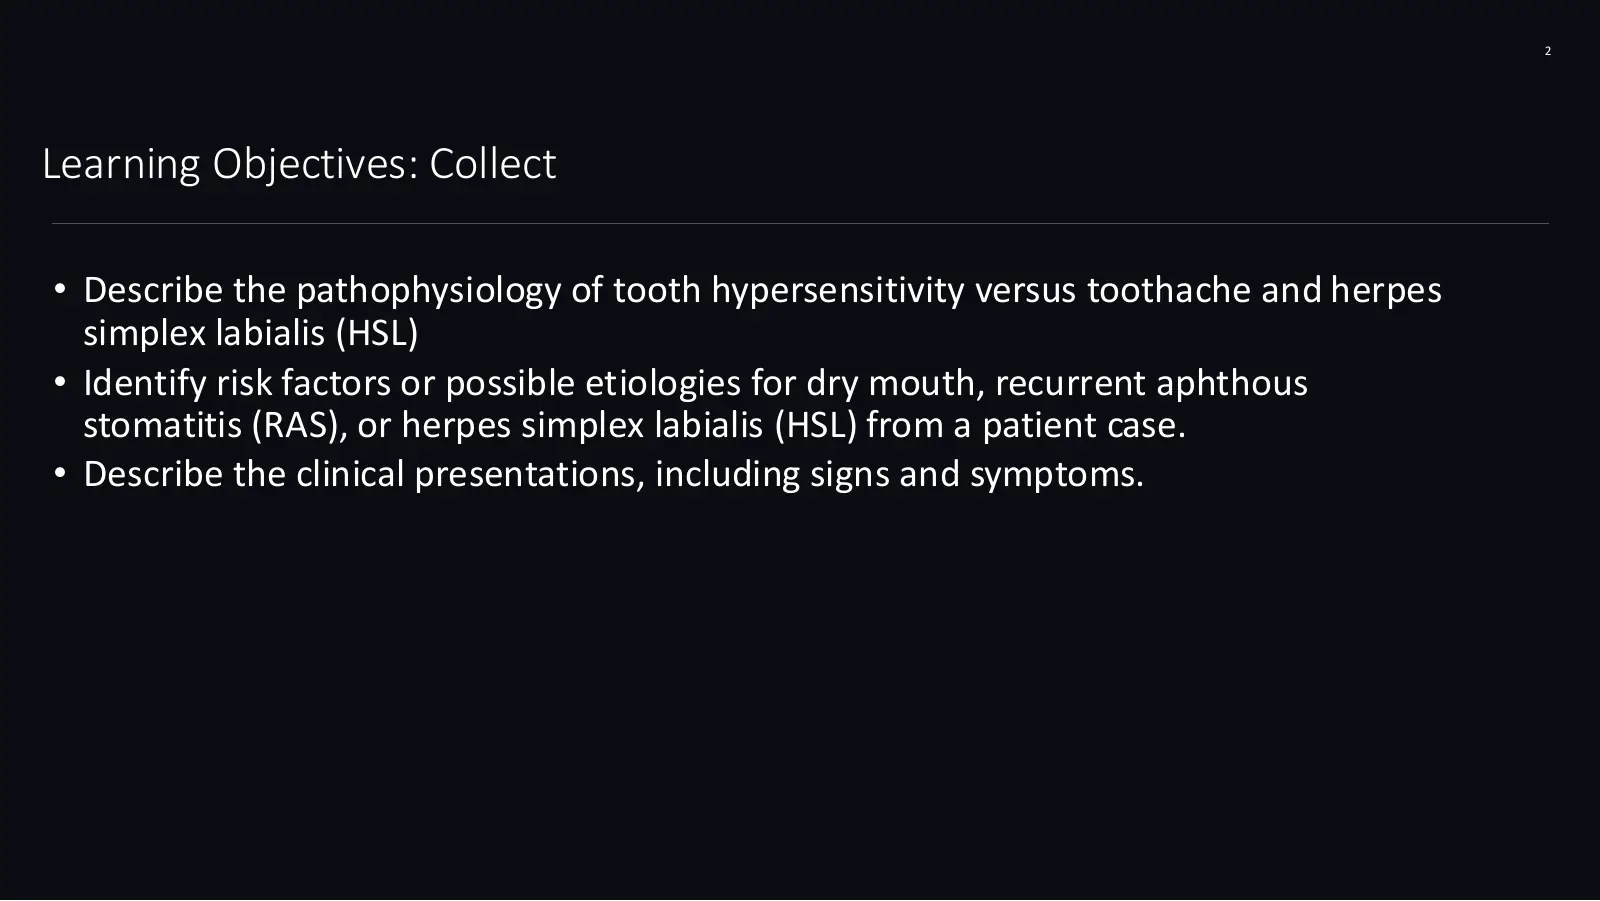 2
Learning Objectives: Collect
• Describe the pathophysiology of tooth hypersensitivity versus toothache and herpes
simplex labialis (HSL)
• Identify risk factors or possible etiologies for dry mouth, recurrent aphthous
stomatitis (RAS), or herpes simplex labialis (HSL) from a patient case.
• Describe the clinical presentations, including signs and symptoms.